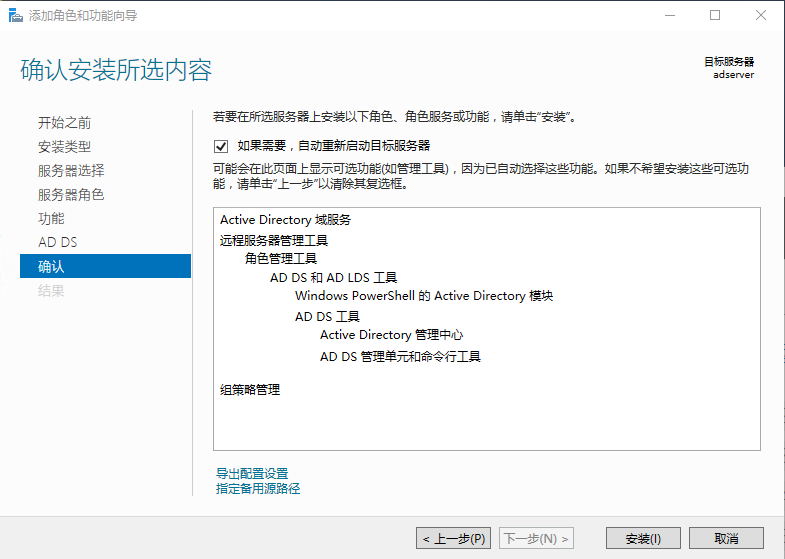 添加角色和功能向导
确认安装所选内容
目标服务器
adserver
开始之前
安装类型
服务器选择
服务器角色
功能
AD DS
确认
结果
若要在所选服务器上安装以下角色、角色服务或功能，请单击“安装”。
如果需要，自动重新启动目标服务器
可能会在此页面上显示可选功能(如管理工具)，因为已自动选择这些功能。如果不希望安装这些可选功
能，请单击“上一步”以清除其复选框。
Active Directory 域服务
远程服务器管理工具
角色管理工具
AD DS 和 AD LDS 工具
Windows PowerShell 的 Active Directory 模块
AD DS 工具
Active Directory 管理中心
AD DS 管理单元和命令行工具
组策略管理
导出配置设置
指定备用源路径
< 上一步(P)
下一步(N) >
安装(I)
取消